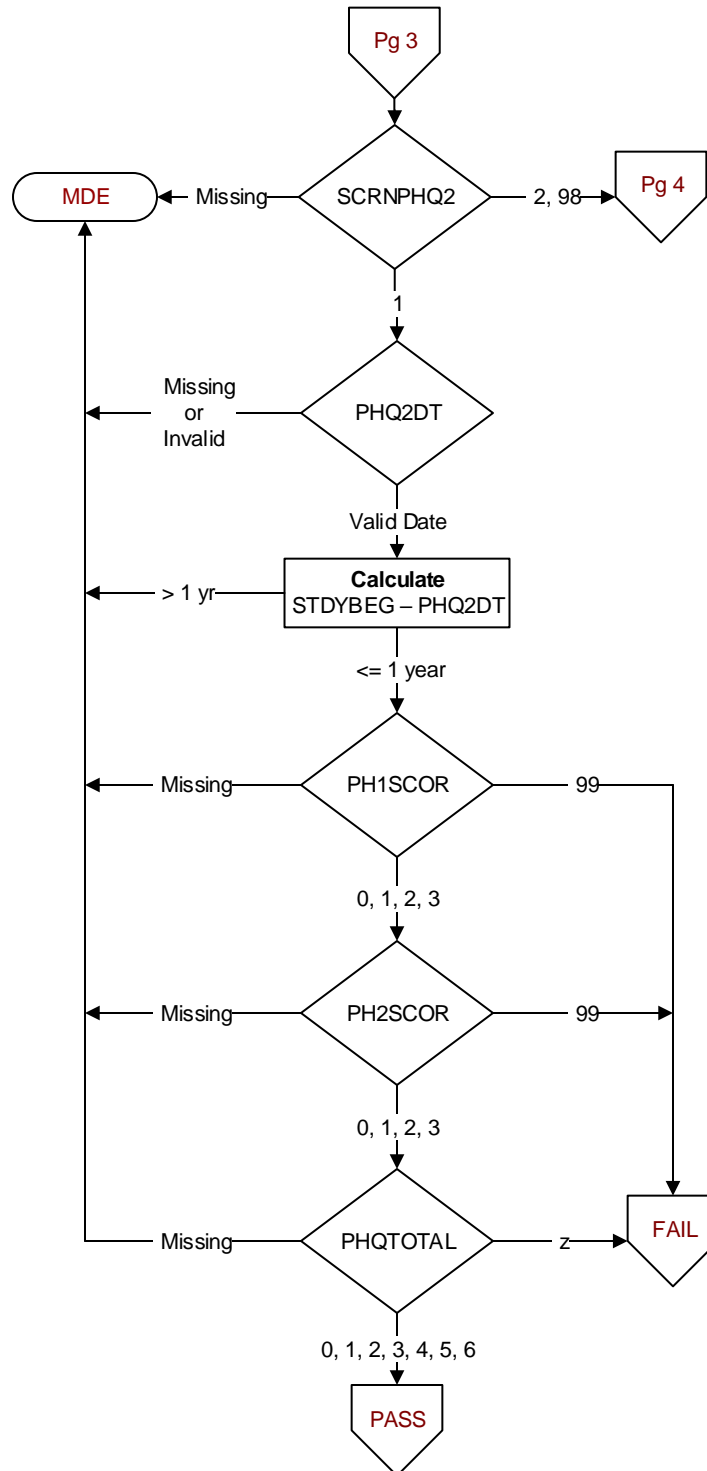 Pg 3
MDE
Missing
SCRNPHQ2
2, 98
Pg 4
1
Missing
or
Invalid
PHQ2DT
Valid Date
Calculate
> 1 yr
STDYBEG – PHQ2DT
<= 1 year
Missing
PH1SCOR
99
0, 1, 2, 3
Missing
PH2SCOR
99
0, 1, 2, 3
Missing
PHQTOTAL
z
FAIL
0, 1, 2, 3, 4, 5, 6
PASS